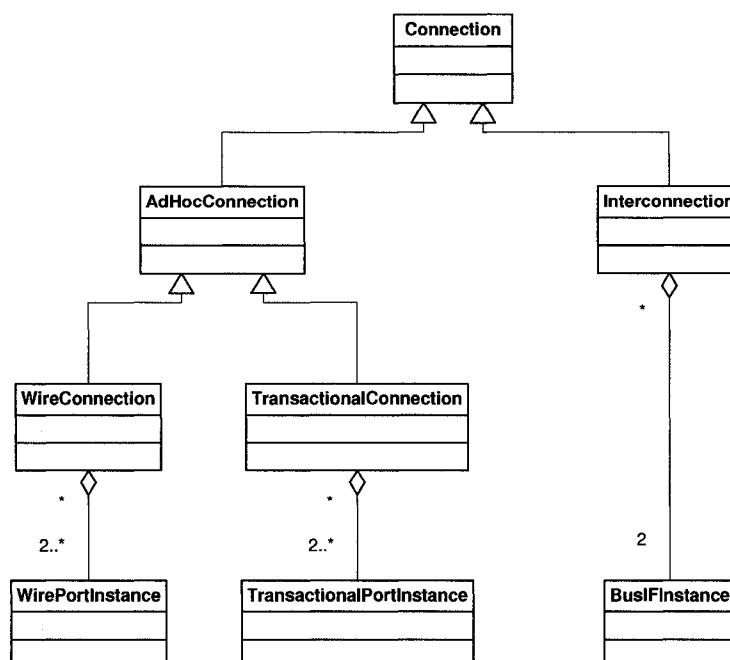 Connection
AdHocConnection
Interconnection
*
WireConnection
TransactionalConnection
*
*
2..*
2..*
2
WirePortInstance
TransactionalPortInstance
BusIFInstance